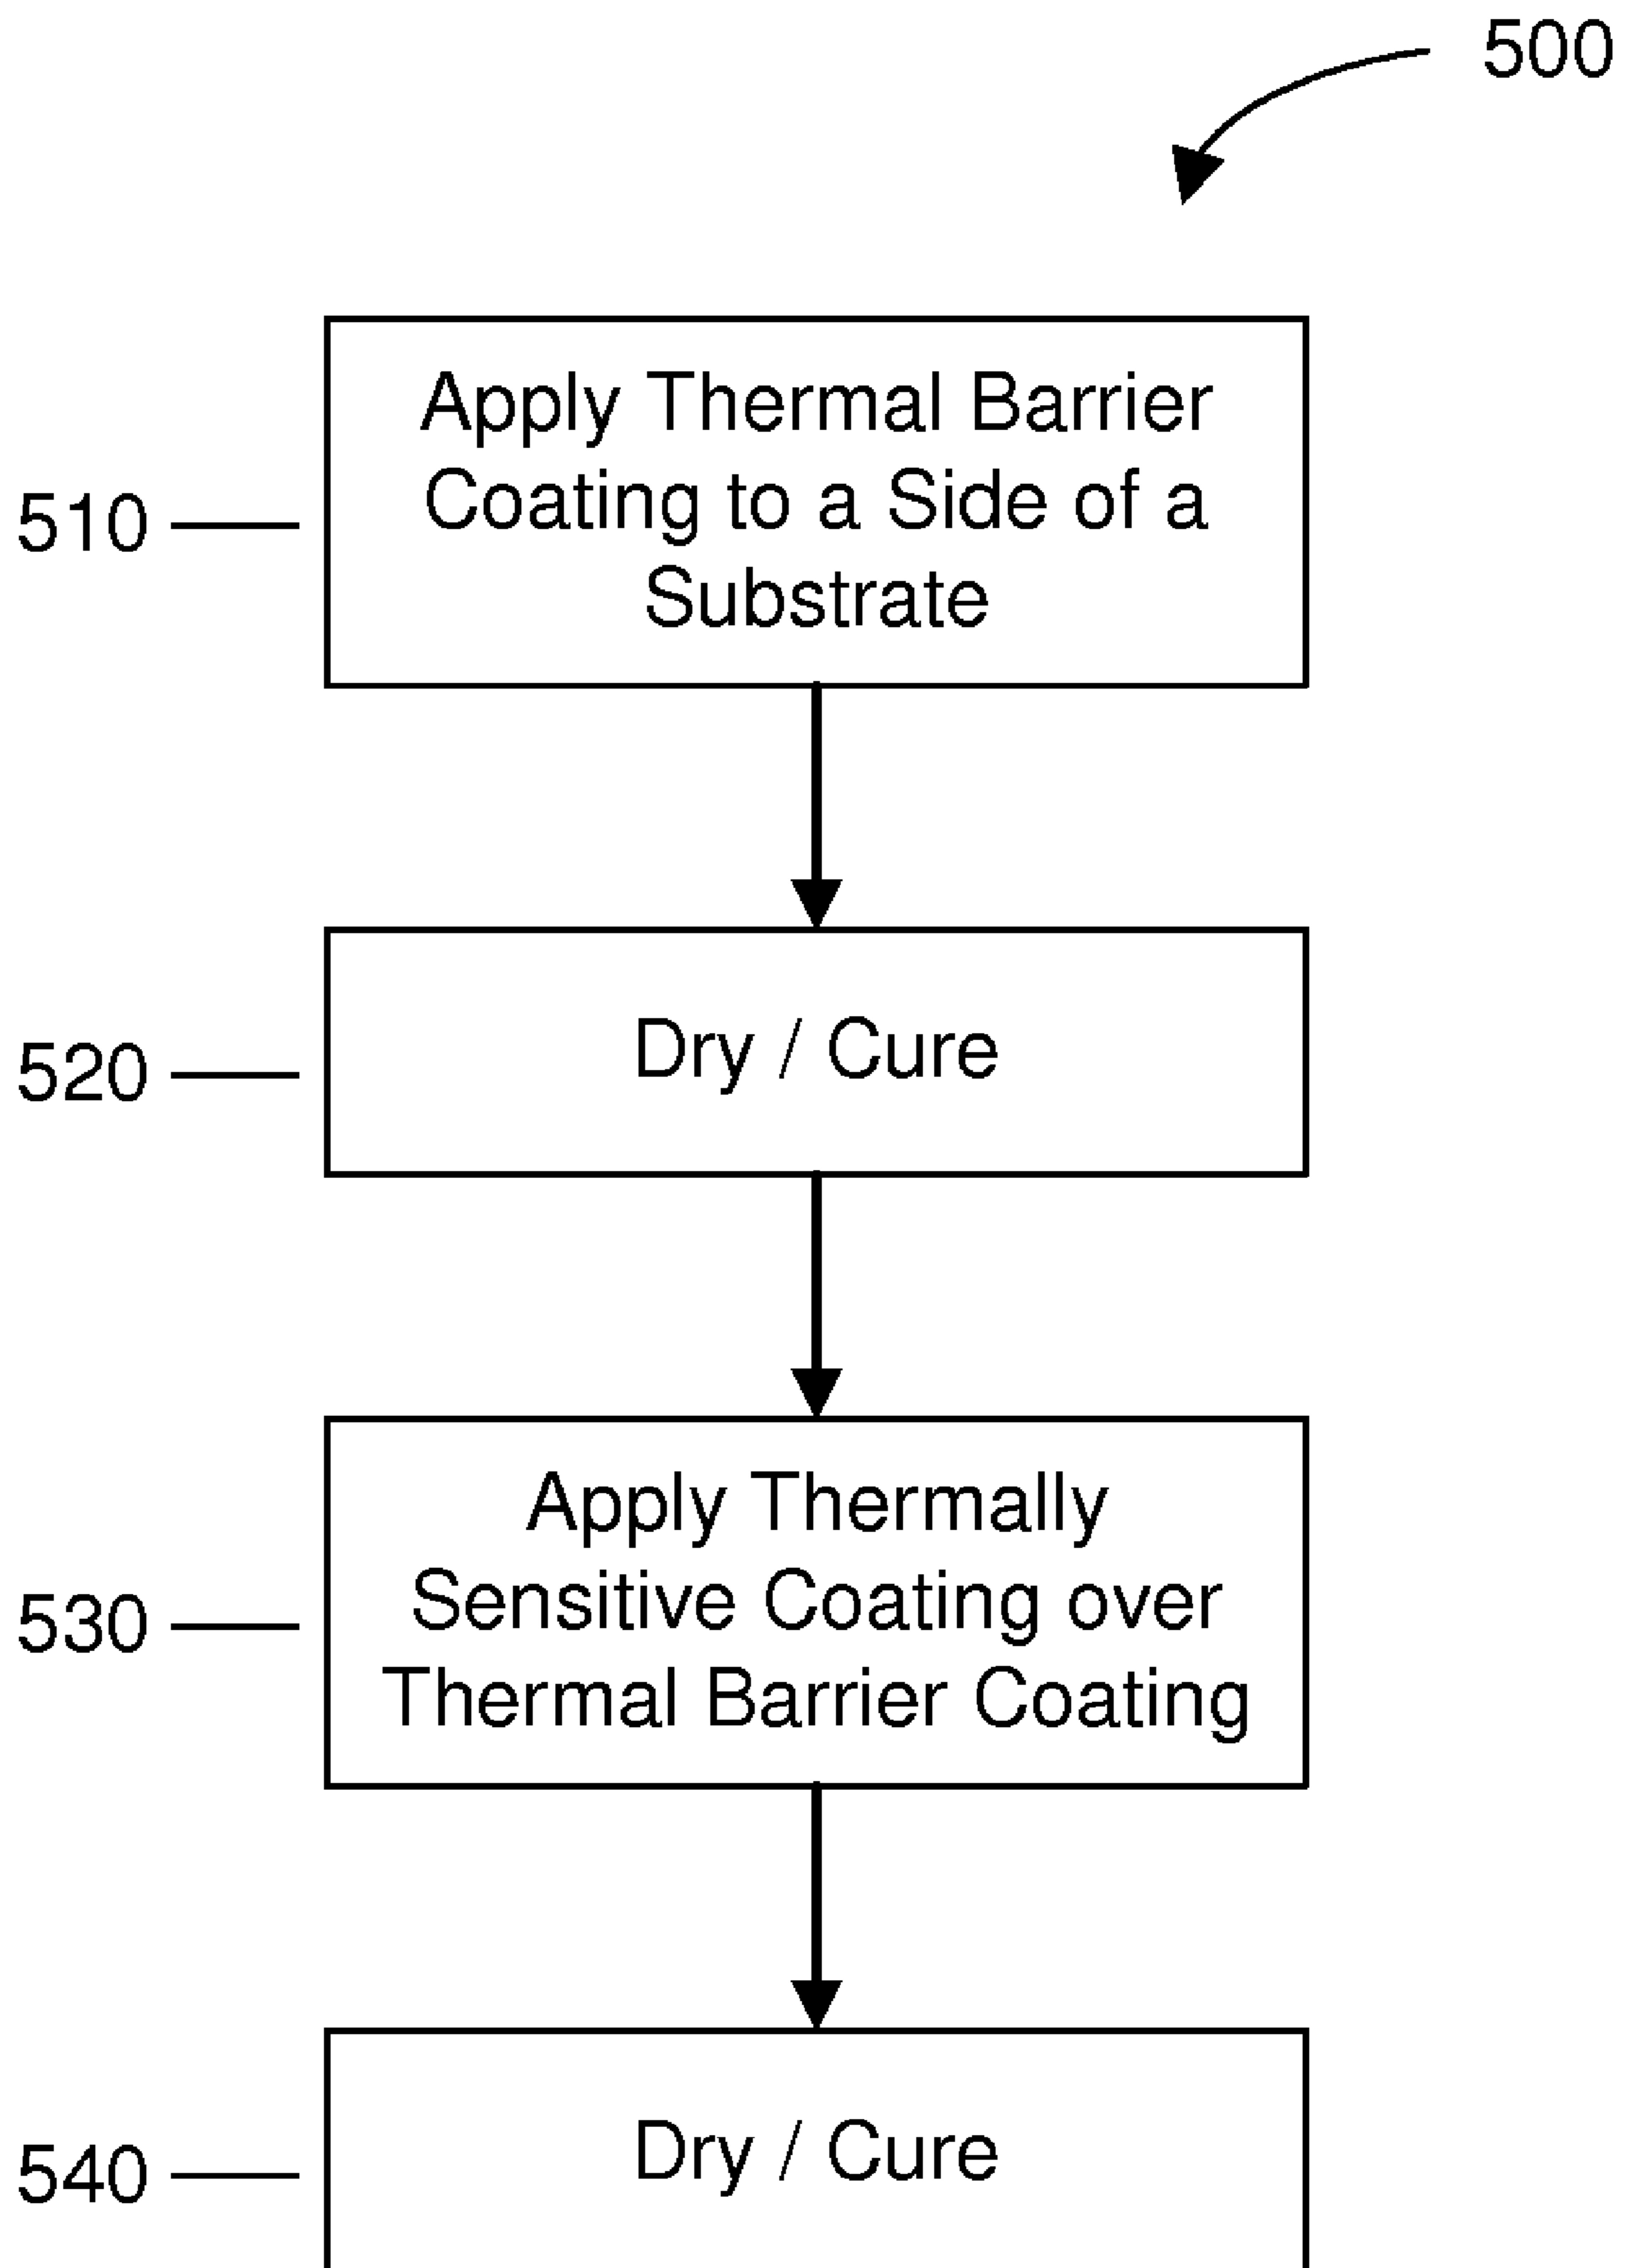 500
Apply Thermal Barrier
Coating to a Side of a
Substrate
510
Dry / Cure
520
Apply Thermally
Sensitive Coating over
Thermal Barrier Coating
530
Dry / Cure
540